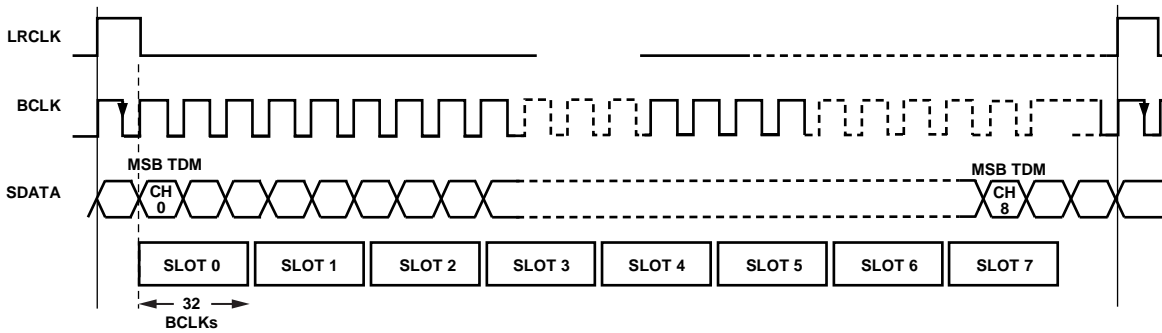 LRCLK
BCLK
MSB TDM
MSB TDM
SDATA
CH
0
CH
8
SLOT 0
SLOT 1
SLOT 2
SLOT 3
SLOT 4
SLOT 5
SLOT 6
SLOT 7
32
BCLKs